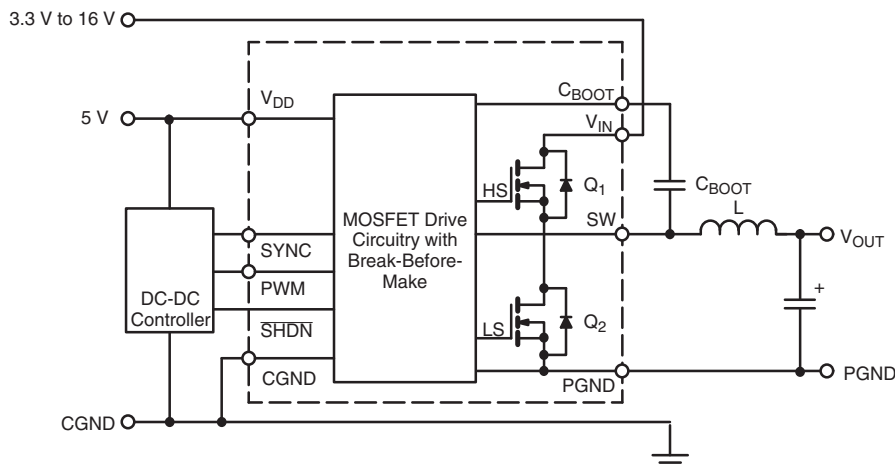 3.3 V to 16 V
5 V
V_DD
C_BOOT
V_IN
HS
Q_1
C_BOOT
SW
L
V_OUT
MOSFET Drive
Circuitry with
Break-Before-
Make
SYNC
PWM
DC-DC
Controller
SHDN
LS
Q_2
+
CGND
PGND
PGND
CGND